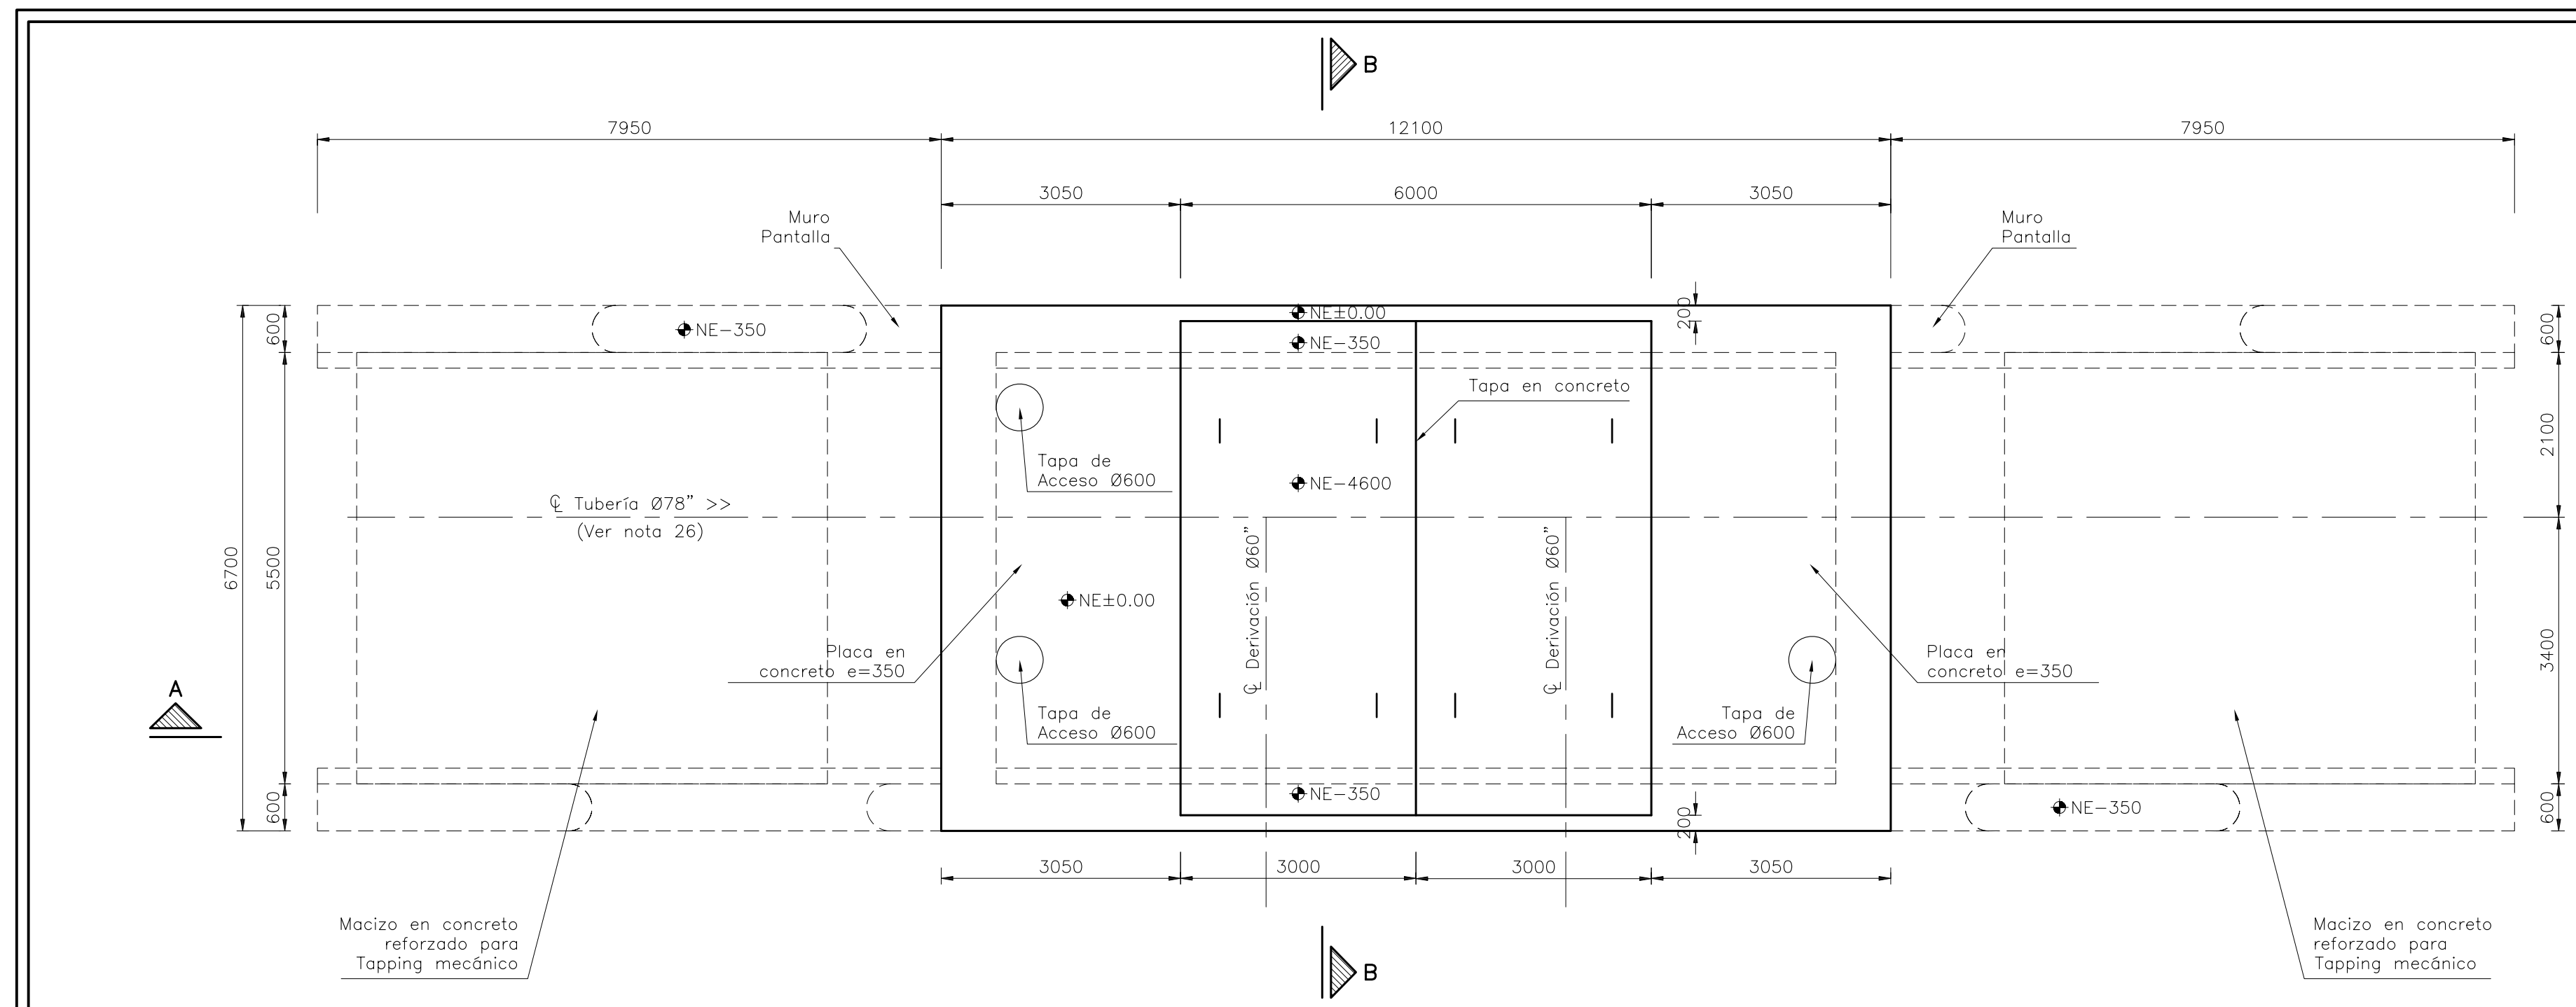 B
7950
12100
7950
3050
6000
3050
Muro
Pantalla
Muro
Pantalla
600
NE-350
NE±0.00
200
NE-350
600
Tapa en concreto
2100
Tapa de
Acceso Ø600
NE-4600
℄ Tubería Ø78" >>
(Ver nota 26)
6700
5500
℄ Derivación Ø60"
℄ Derivación Ø60"
NE±0.00
Placa en
concreto e=350
Placa en
concreto e=350
3400
A
Tapa de
Acceso Ø600
Tapa de
Acceso Ø600
600
NE-350
200
NE-350
600
3050
3000
3000
3050
Macizo en concreto
reforzado para
Tapping mecánico
Macizo en concreto
reforzado para
Tapping mecánico
B